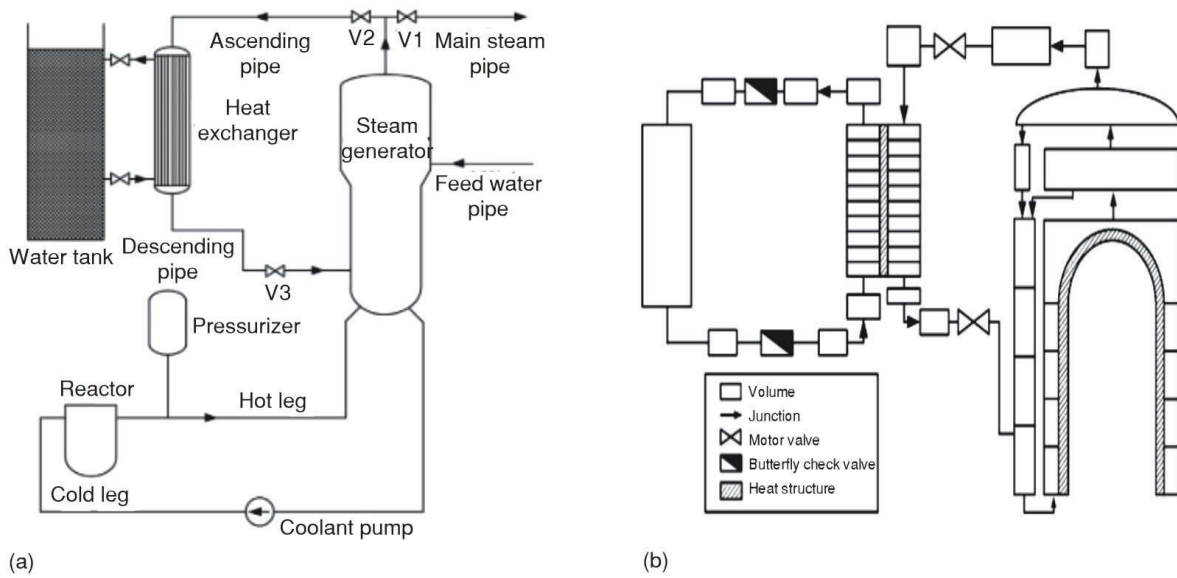 Ascending
pipe
V2
V1
Main steam
pipe
Heat
exchanger
Steam
generator
Feed water
pipe
Water tank
Descending
pipe
V3
Pressurizer
Reactor
Hot leg
Cold leg
Coolant pump
(a)
Volume
Junction
Motor valve
Butterfly check valve
Heat structure
(b)